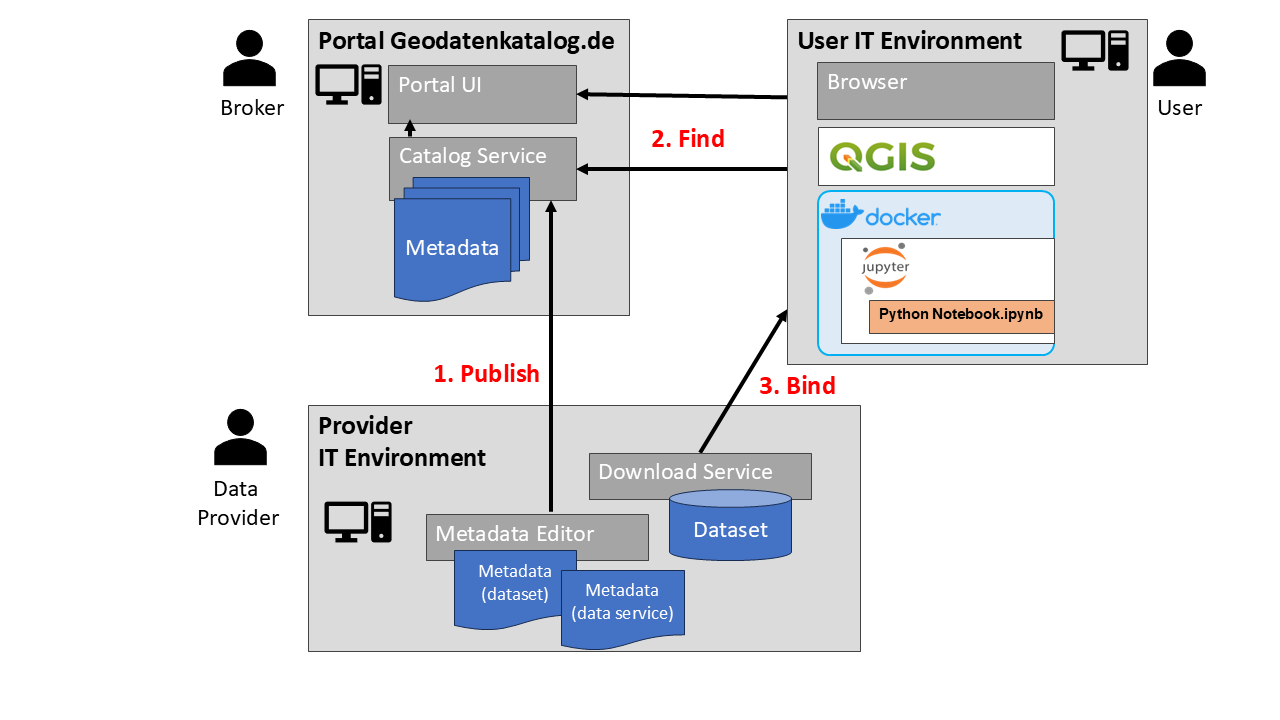 Portal Geodatenkatalog.de
Portal UI
Broker
Catalog Service
Metadata
User IT Environment
Browser
User
QGIS
docker
jupyter
Python Notebook.ipynb
2. Find
1. Publish
3. Bind
Provider
IT Environment
Data
Provider
Download Service
Dataset
Metadata Editor
Metadata
(dataset)
Metadata
(data service)